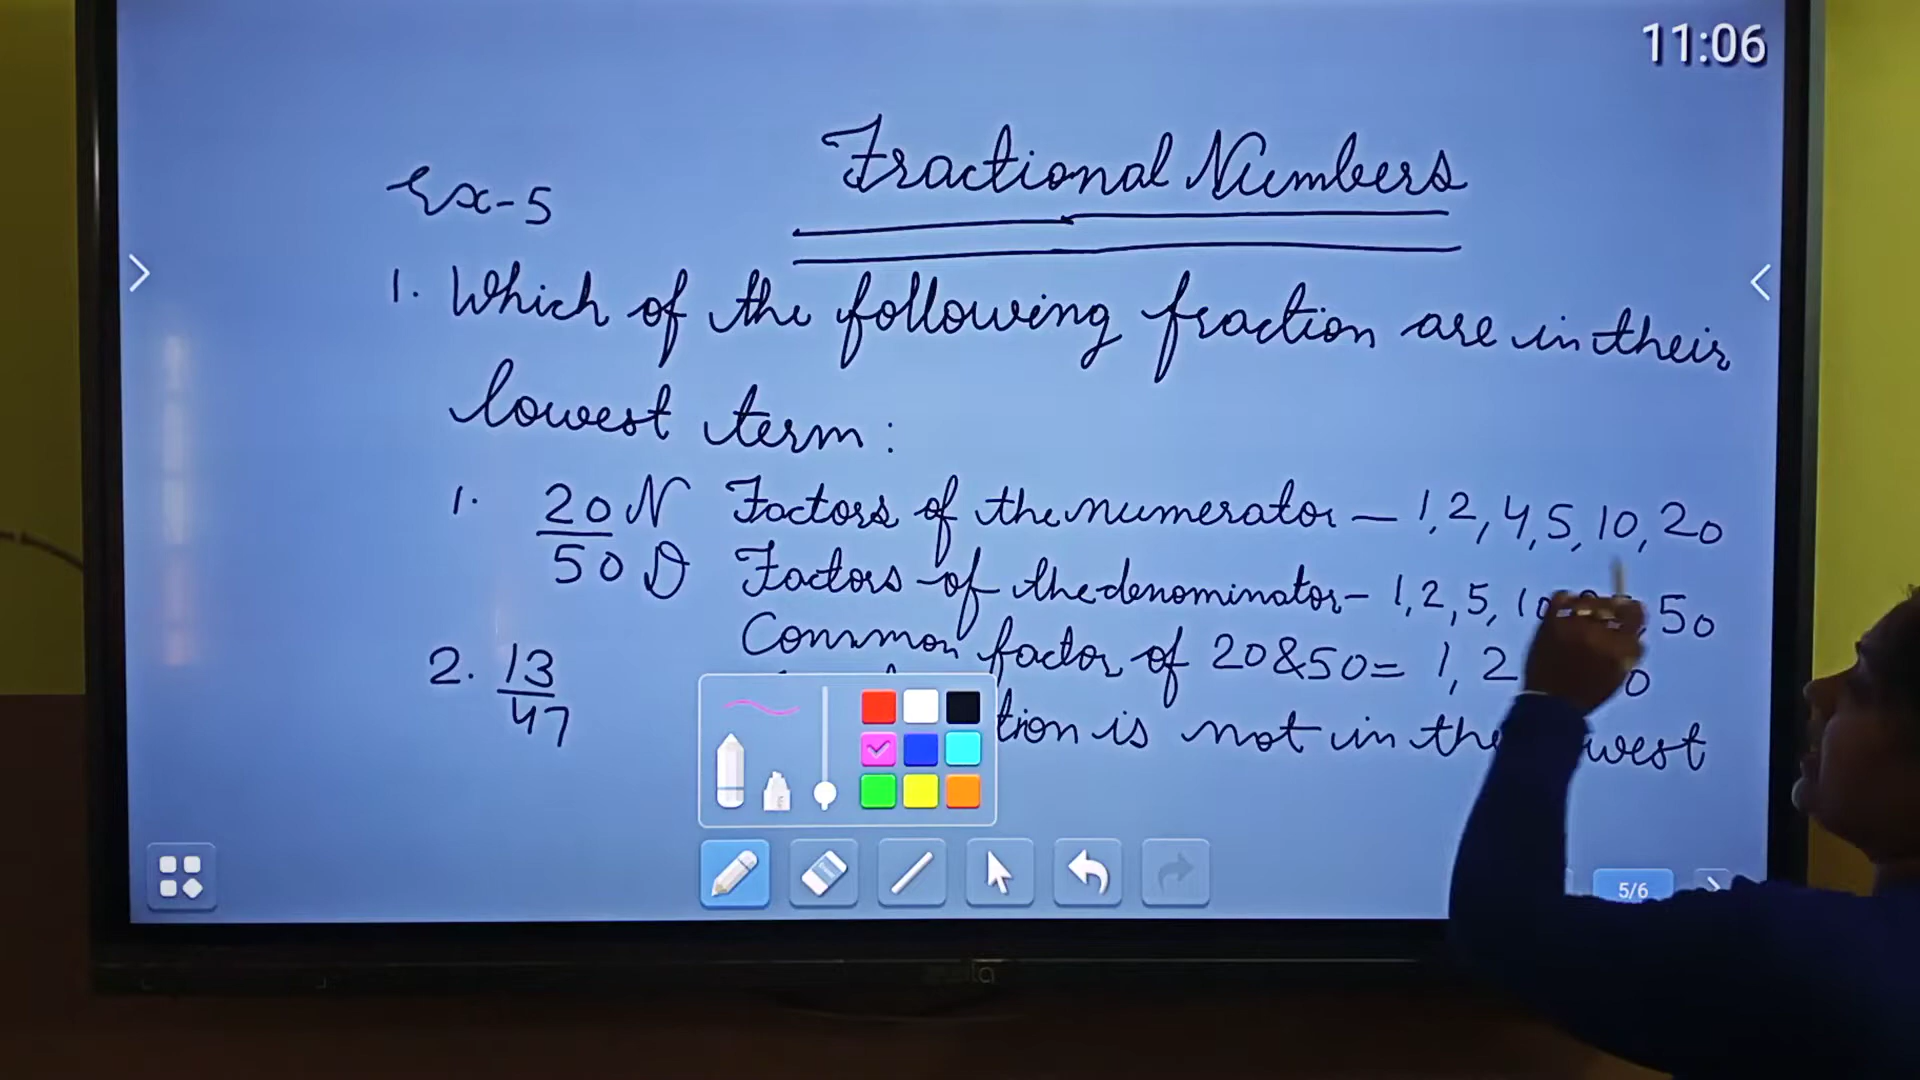 11:06
Fractional Numbers
Ex-5
1. Which of the following fraction are in their
lowest term:
1. 20 N Factors of the numerator — 1, 2, 4, 5, 10, 20
50 D Factors of the denominator - 1, 2, 5, 10, 50
Common factor of 20 & 50 = 1, 2
2. 13
47
is not in the
5/6